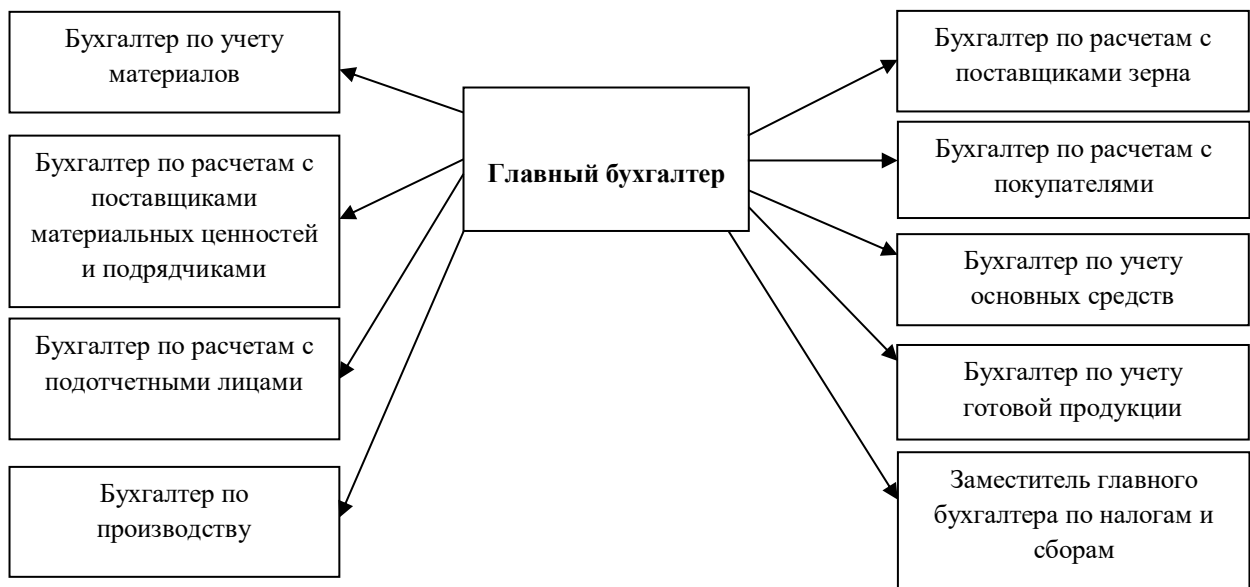 Бухгалтер по учету
материалов
Бухгалтер по расчетам с
поставщиками
материальных ценностей
и подрядчиками
Бухгалтер по расчетам с
подотчетными лицами
Бухгалтер по
производству
Главный бухгалтер
Бухгалтер по расчетам с
поставщиками зерна
Бухгалтер по расчетам с
покупателями
Бухгалтер по учету
основных средств
Бухгалтер по учету
готовой продукции
Заместитель главного
бухгалтера по налогам и
сборам